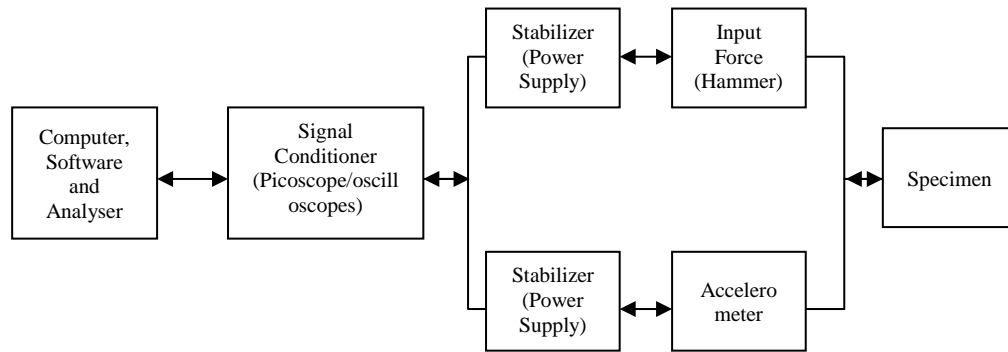 Computer,
Software
and
Analyser
Signal
Conditioner
(Picoscope/oscill
oscopes)
Stabilizer
(Power
Supply)
Input
Force
(Hammer)
Stabilizer
(Power
Supply)
Accelero
meter
Specimen